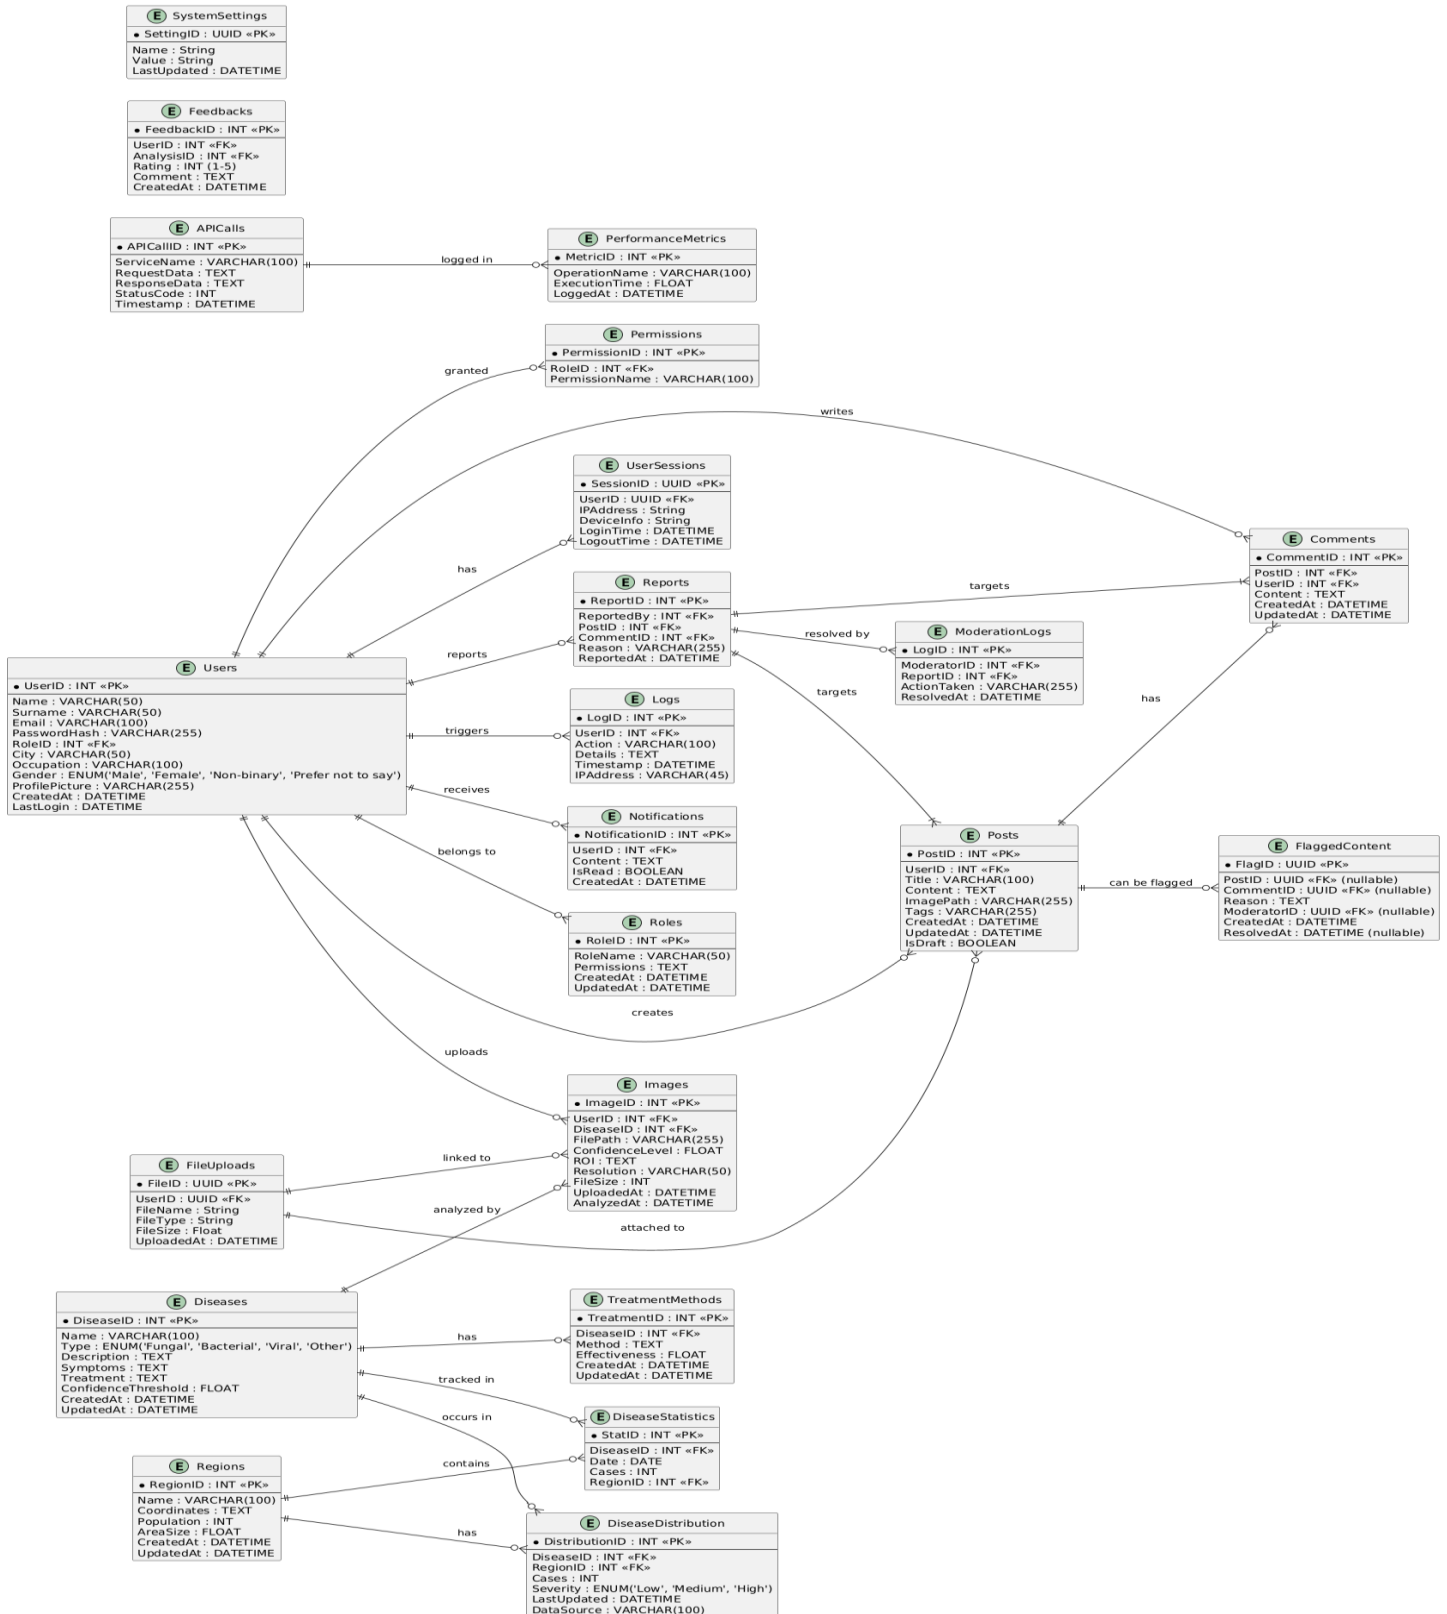 E SystemSettings
• SettingID : UUID «PK»
Name : String
Value : String
LastUpdated : DATETIME
E Feedbacks
• FeedbackID : INT «PK»
UserID : INT «FK»
AnalysisID : INT «FK»
Rating : INT (1-5)
Comment : TEXT
CreatedAt : DATETIME
E APICalls
• APICallID : INT «PK»
ServiceName : VARCHAR(100)
RequestData : TEXT
ResponseData : TEXT
StatusCode : INT
Timestamp : DATETIME
logged in
E PerformanceMetrics
• MetricID : INT «PK»
OperationName : VARCHAR(100)
ExecutionTime : FLOAT
LoggedAt : DATETIME
E Permissions
• PermissionID : INT «PK»
RoleID : INT «FK»
PermissionName : VARCHAR(100)
granted
writes
E UserSessions
• SessionID : UUID «PK»
UserID : UUID «FK»
IPAddress : String
DeviceInfo : String
LoginTime : DATETIME
LogoutTime : DATETIME
has
E Comments
• CommentID : INT «PK»
PostID : INT «FK»
UserID : INT «FK»
Content : TEXT
CreatedAt : DATETIME
UpdatedAt : DATETIME
E Reports
• ReportID : INT «PK»
ReportedBy : INT «FK»
PostID : INT «FK»
CommentID : INT «FK»
Reason : VARCHAR(255)
ReportedAt : DATETIME
targets
resolved by
reports
E ModerationLogs
• LogID : INT «PK»
ModeratorID : INT «FK»
ReportID : INT «FK»
ActionTaken : VARCHAR(255)
ResolvedAt : DATETIME
E Users
• UserID : INT «PK»
Name : VARCHAR(50)
Surname : VARCHAR(50)
Email : VARCHAR(100)
PasswordHash : VARCHAR(255)
RoleID : INT «FK»
City : VARCHAR(50)
Occupation : VARCHAR(100)
Gender : ENUM('Male', 'Female', 'Non-binary', 'Prefer not to say')
ProfilePicture : VARCHAR(255)
CreatedAt : DATETIME
LastLogin : DATETIME
targets
has
E Logs
• LogID : INT «PK»
UserID : INT «FK»
Action : VARCHAR(100)
Details : TEXT
Timestamp : DATETIME
IPAddress : VARCHAR(45)
triggers
receives
E Notifications
• NotificationID : INT «PK»
UserID : INT «FK»
Content : TEXT
IsRead : BOOLEAN
CreatedAt : DATETIME
belongs to
E Posts
• PostID : INT «PK»
UserID : INT «FK»
Title : VARCHAR(100)
Content : TEXT
ImagePath : VARCHAR(255)
Tags : VARCHAR(255)
CreatedAt : DATETIME
UpdatedAt : DATETIME
IsDraft : BOOLEAN
can be flagged
E FlaggedContent
• FlagID : UUID «PK»
PostID : UUID «FK» (nullable)
CommentID : UUID «FK» (nullable)
Reason : TEXT
ModeratorID : UUID «FK» (nullable)
CreatedAt : DATETIME
ResolvedAt : DATETIME (nullable)
E Roles
• RoleID : INT «PK»
RoleName : VARCHAR(50)
Permissions : TEXT
CreatedAt : DATETIME
UpdatedAt : DATETIME
creates
uploads
E Images
• ImageID : INT «PK»
UserID : INT «FK»
DiseaseID : INT «FK»
FilePath : VARCHAR(255)
ConfidenceLevel : FLOAT
ROI : TEXT
Resolution : VARCHAR(50)
FileSize : INT
UploadedAt : DATETIME
AnalyzedAt : DATETIME
E FileUploads
• FileID : UUID «PK»
UserID : UUID «FK»
FileName : String
FileType : String
FileSize : Float
UploadedAt : DATETIME
linked to
analyzed by
attached to
E Diseases
• DiseaseID : INT «PK»
Name : VARCHAR(100)
Type : ENUM('Fungal', 'Bacterial', 'Viral', 'Other')
Description : TEXT
Symptoms : TEXT
Treatment : TEXT
ConfidenceThreshold : FLOAT
CreatedAt : DATETIME
UpdatedAt : DATETIME
has
tracked in
occurs in
E TreatmentMethods
• TreatmentID : INT «PK»
DiseaseID : INT «FK»
Method : TEXT
Effectiveness : FLOAT
CreatedAt : DATETIME
UpdatedAt : DATETIME
E DiseaseStatistics
• StatID : INT «PK»
DiseaseID : INT «FK»
Date : DATE
Cases : INT
RegionID : INT «FK»
E Regions
• RegionID : INT «PK»
Name : VARCHAR(100)
Coordinates : TEXT
Population : INT
AreaSize : FLOAT
CreatedAt : DATETIME
UpdatedAt : DATETIME
contains
has
E DiseaseDistribution
• DistributionID : INT «PK»
DiseaseID : INT «FK»
RegionID : INT «FK»
Cases : INT
Severity : ENUM('Low', 'Medium', 'High')
LastUpdated : DATETIME
DataSource : VARCHAR(100)